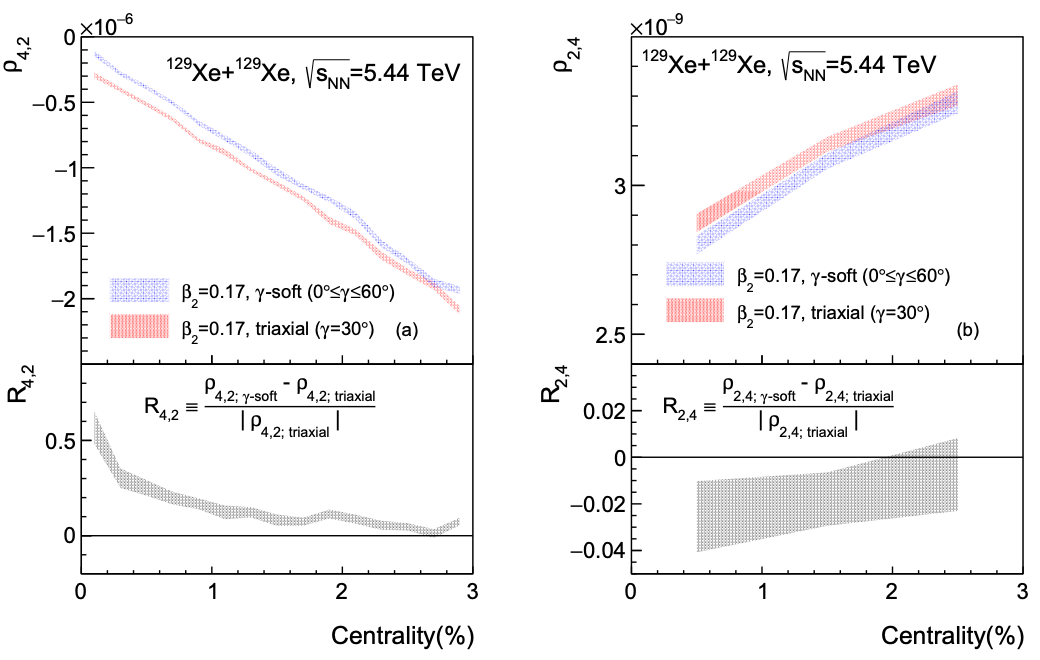 ×10⁻⁶
ρ4,2
0
−0.5
−1
−1.5
−2
¹²⁹Xe+¹²⁹Xe, √sNN=5.44 TeV
β2=0.17, γ-soft (0°≤γ≤60°)
β2=0.17, triaxial (γ=30°)
(a)
R4,2
0.5
0
R4,2 ≡ ρ4,2; γ-soft - ρ4,2; triaxial
| ρ4,2; triaxial |
0 1 2 3
Centrality(%)
×10⁻⁹
ρ2,4
3
2.5
¹²⁹Xe+¹²⁹Xe, √sNN=5.44 TeV
β2=0.17, γ-soft (0°≤γ≤60°)
β2=0.17, triaxial (γ=30°)
(b)
R2,4
0.02
0
−0.02
−0.04
R2,4 ≡ ρ2,4; γ-soft - ρ2,4; triaxial
| ρ2,4; triaxial |
0 1 2 3
Centrality(%)